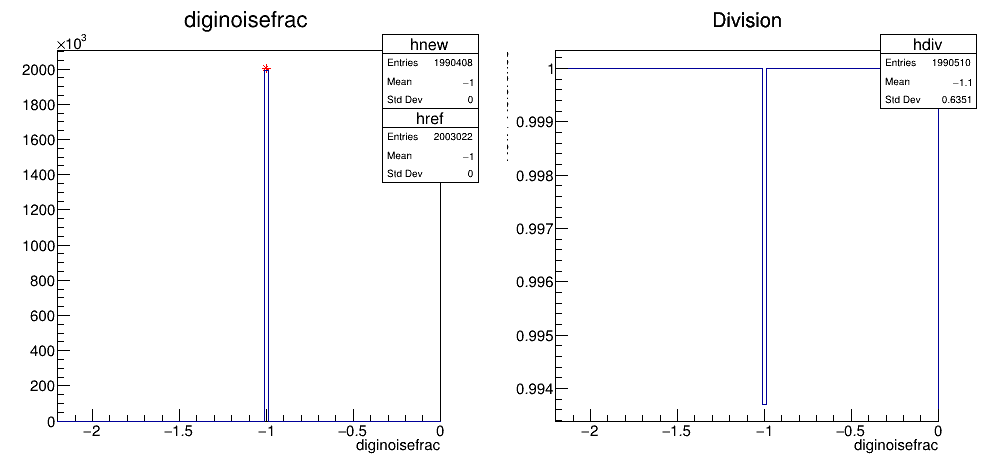 diginoisefrac
×10³
hnew
Entries 1990408
Mean −1
Std Dev 0
href
Entries 2003022
Mean −1
Std Dev 0
2000
1800
1600
1400
1200
1000
800
600
400
200
0
−2 −1.5 −1 −0.5 0
diginoisefrac
Division
hdiv
Entries 1990510
Mean −1.1
Std Dev 0.6351
1
0.999
0.998
0.997
0.996
0.995
0.994
−2 −1.5 −1 −0.5 0
diginoisefrac